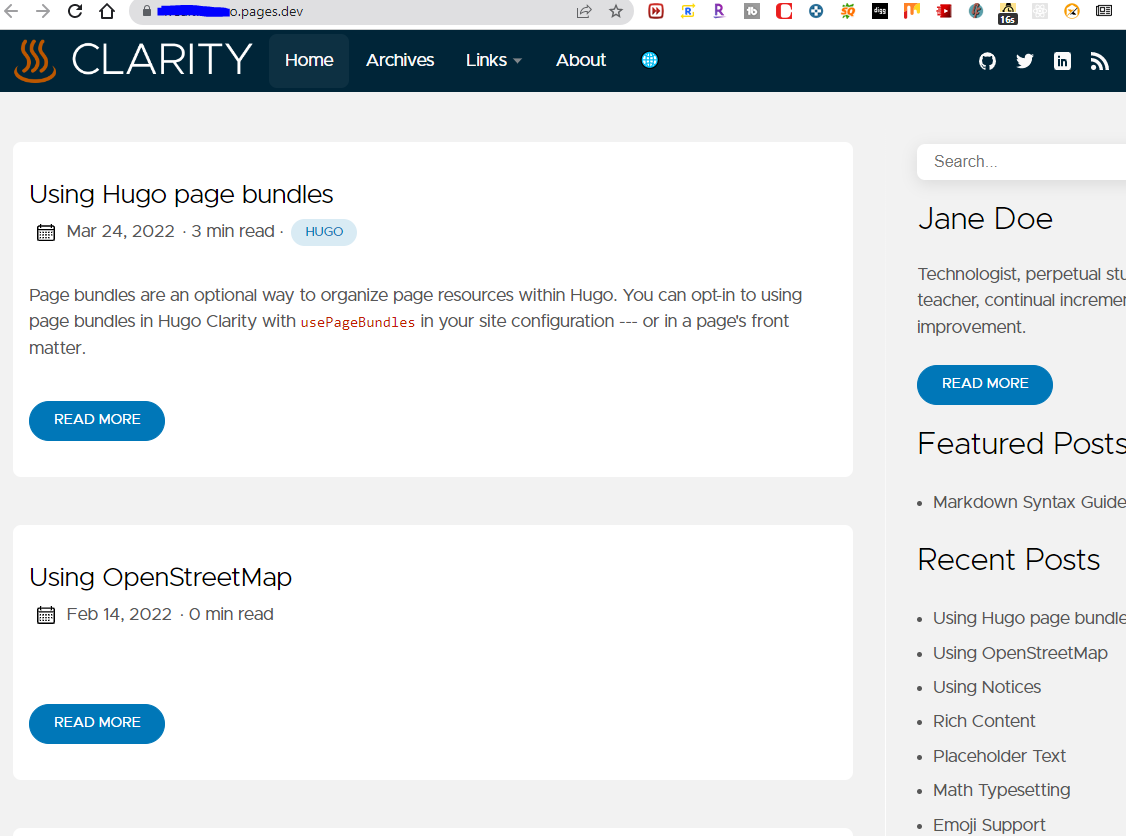 o.pages.dev
16s
CLARITY Home Archives Links About
Using Hugo page bundles
Mar 24, 2022 · 3 min read · HUGO
Page bundles are an optional way to organize page resources within Hugo. You can opt-in to using
page bundles in Hugo Clarity with usePageBundles in your site configuration --- or in a page's front
matter.
READ MORE
Using OpenStreetMap
Feb 14, 2022 · 0 min read
READ MORE
Search...
Jane Doe
Technologist, perpetual stu
teacher, continual incremen
improvement.
READ MORE
Featured Posts
Markdown Syntax Guide
Recent Posts
Using Hugo page bundle
Using OpenStreetMap
Using Notices
Rich Content
Placeholder Text
Math Typesetting
Emoji Support